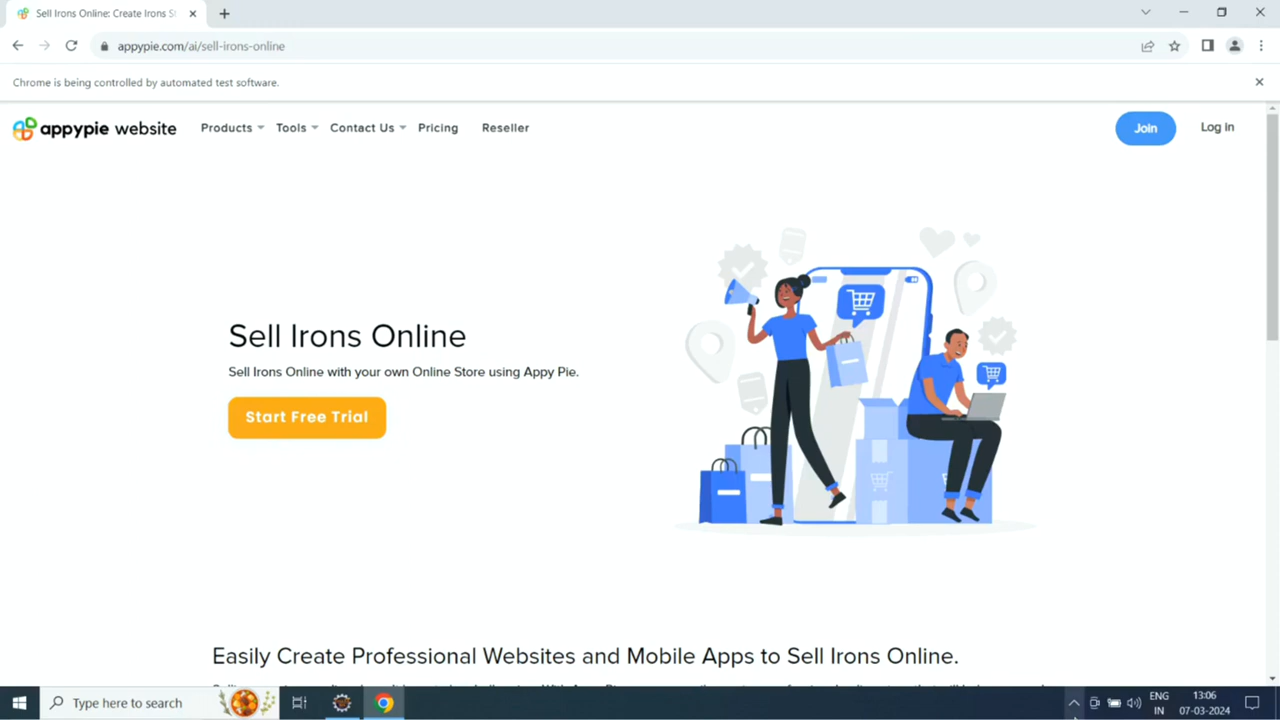 Sell Irons Online: Create Irons S
appypie.com/ai/sell-irons-online
Chrome is being controlled by automated test software.
appypie website
Products
Tools
Contact Us
Pricing
Reseller
Join
Log in
Sell Irons Online
Sell Irons Online with your own Online Store using Appy Pie.
Start Free Trial
Easily Create Professional Websites and Mobile Apps to Sell Irons Online.
Type here to search
ENG
IN
13:06
07-03-2024